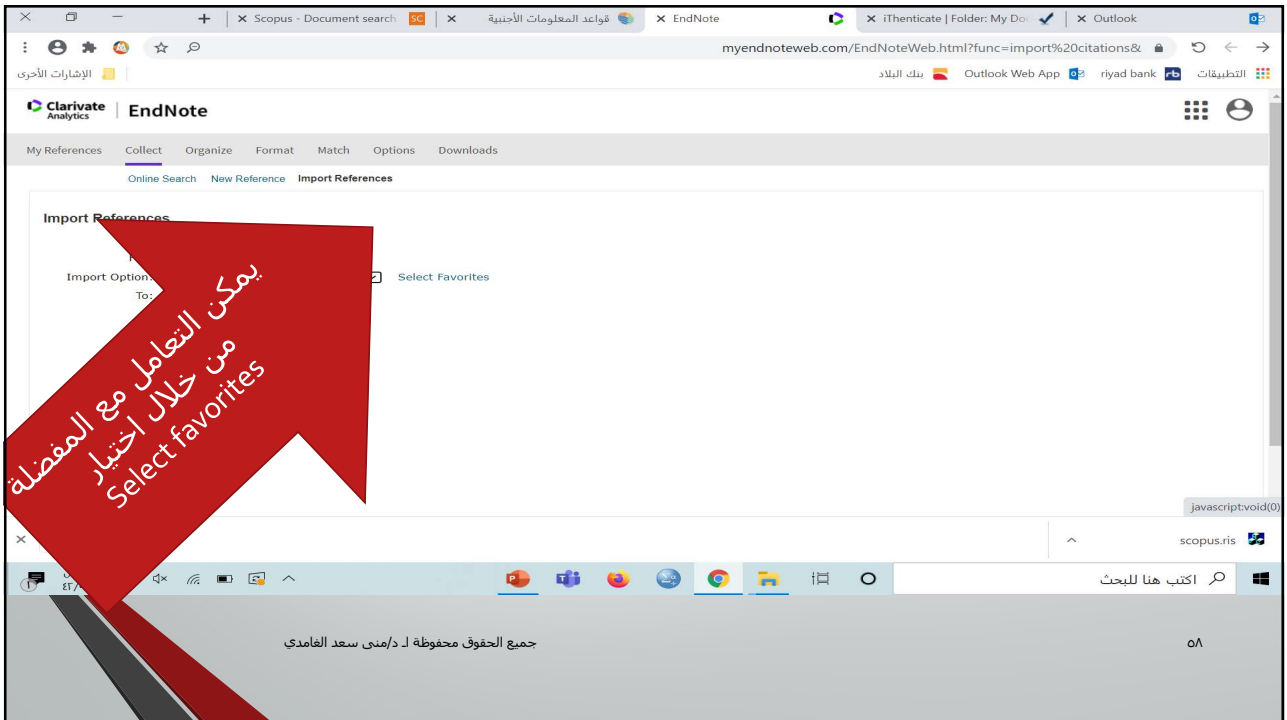 Scopus - Document search
قواعد المعلومات الأجنبية
EndNote
iThenticate | Folder: My Do
Outlook
myendnoteweb.com/EndNoteWeb.html?func=import%20citations&
الإشارات الأخرى
بنك البلاد
Outlook Web App
riyad bank
التطبيقات
Clarivate
Analytics
EndNote
My References Collect Organize Format Match Options Downloads
Online Search New Reference Import References
Import References
Import Option:
Select Favorites
To:
يمكن التعامل مع المفضلة
من خلال اختيار
Select favorites
javascript:void(0)
scopus.ris
اكتب هنا للبحث
جميع الحقوق محفوظة لـ د/منى سعد الغامدي
٥٨